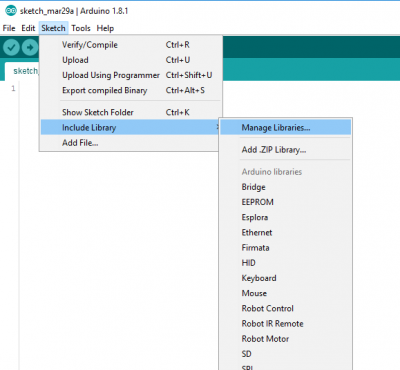 sketch_mar29a | Arduino 1.8.1
File Edit Sketch Tools Help
Verify/Compile Ctrl+R
Upload Ctrl+U
Upload Using Programmer Ctrl+Shift+U
Export compiled Binary Ctrl+Alt+S
sketch_
1
Show Sketch Folder Ctrl+K
Include Library
Add File...
Manage Libraries...
Add .ZIP Library...
Arduino libraries
Bridge
EEPROM
Esplora
Ethernet
Firmata
HID
Keyboard
Mouse
Robot Control
Robot IR Remote
Robot Motor
SD
SPI